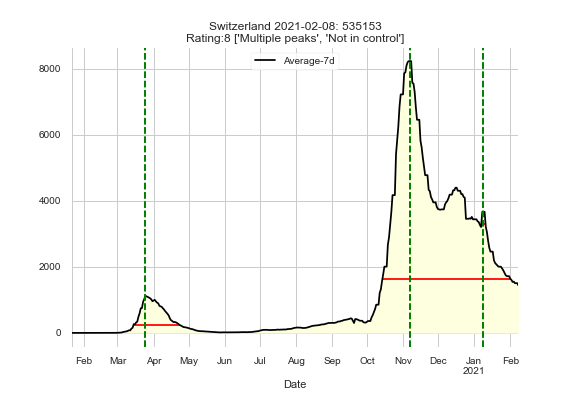 Switzerland 2021-02-08: 535153
Rating:8 ['Multiple peaks', 'Not in control']
Average-7d
8000
6000
4000
2000
0
Feb Mar Apr May Jun Jul Aug Sep Oct Nov Dec Jan Feb
2021
Date